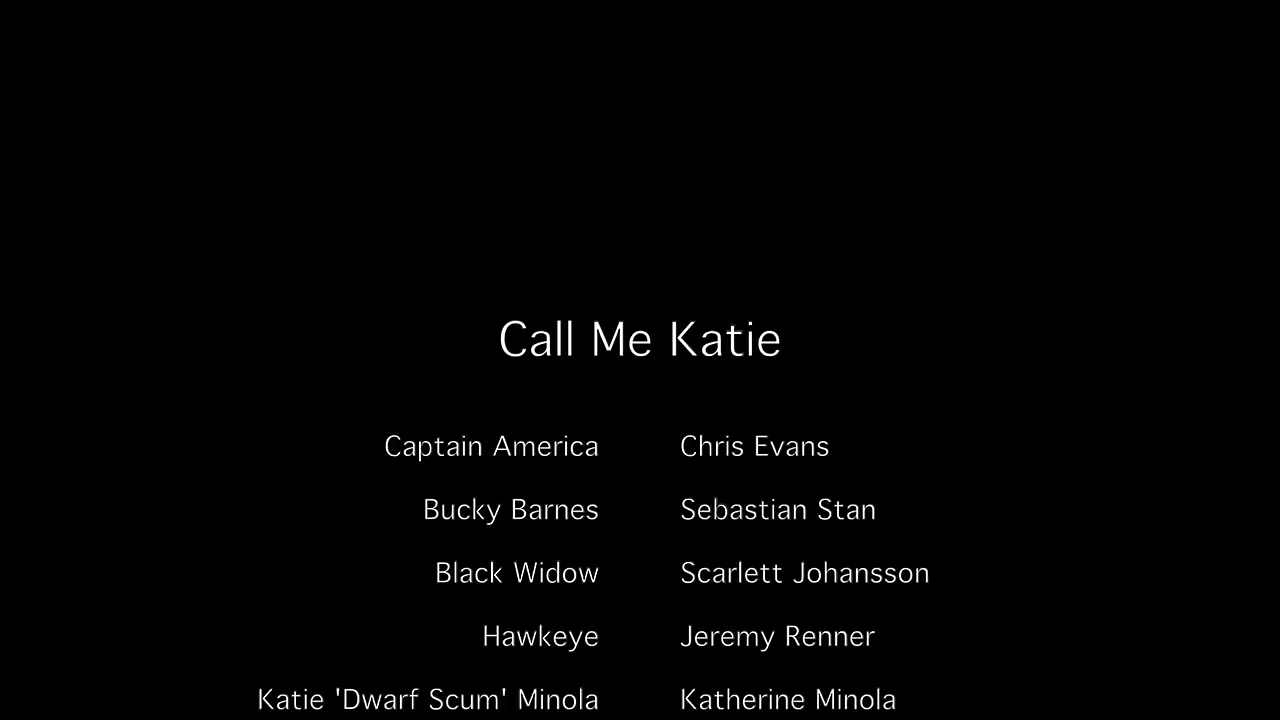 Call Me Katie
Captain America Chris Evans
Bucky Barnes Sebastian Stan
Black Widow Scarlett Johansson
Hawkeye Jeremy Renner
Katie 'Dwarf Scum' Minola Katherine Minola